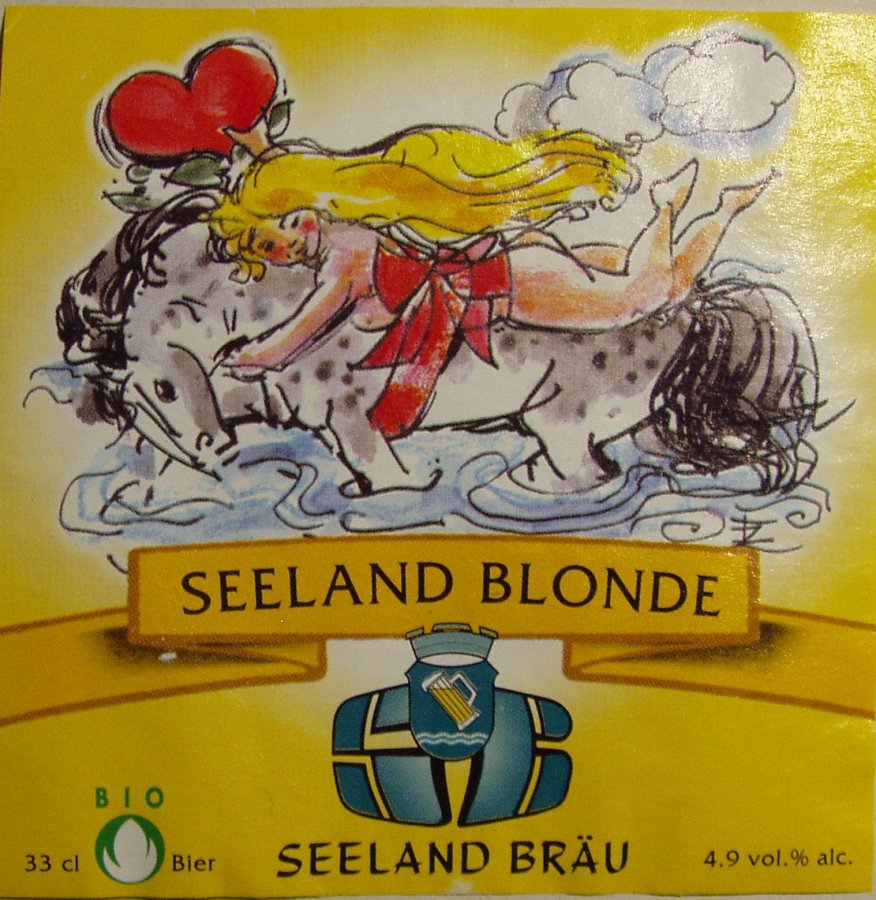 SEELAND BLONDE
BIO
33 cl Bier
SEELAND BRÄU
4.9 vol.% alc.